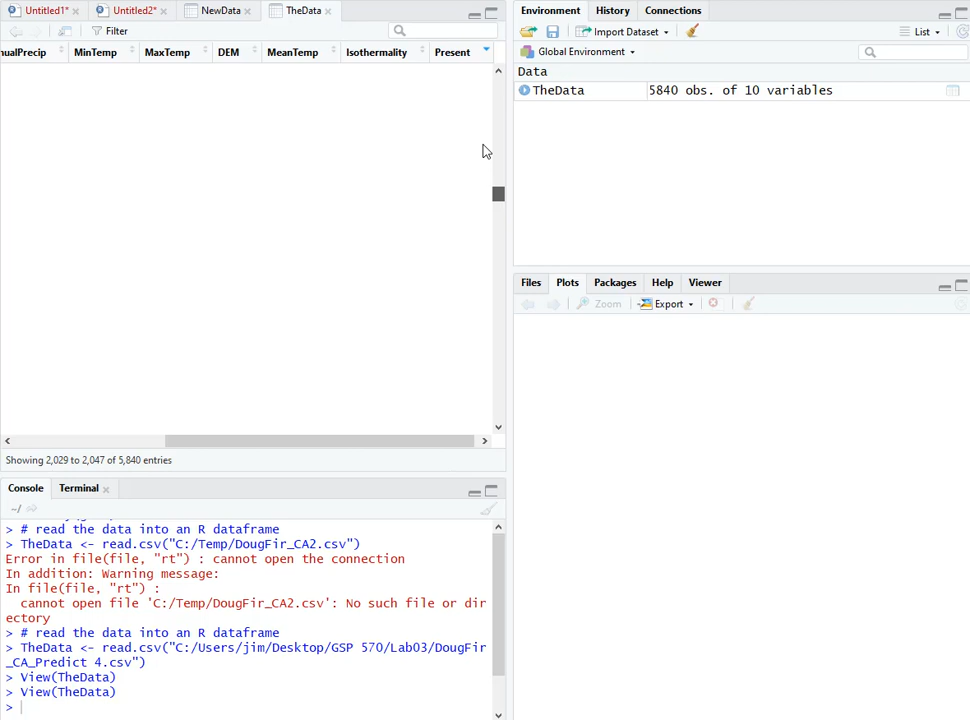 Untitled1* Untitled2* NewData TheData
Filter
nualPrecip MinTemp MaxTemp DEM MeanTemp Isothermality Present
Showing 2,029 to 2,047 of 5,840 entries
Console Terminal
~/
> # read the data into an R dataframe
> TheData <- read.csv("C:/Temp/DougFir_CA2.csv")
Error in file(file, "rt") : cannot open the connection
In addition: Warning message:
In file(file, "rt") :
  cannot open file 'C:/Temp/DougFir_CA2.csv': No such file or dir
ectory
> # read the data into an R dataframe
> TheData <- read.csv("C:/Users/jim/Desktop/GSP 570/Lab03/DougFir
_CA_Predict 4.csv")
> View(TheData)
> View(TheData)
>
Environment History Connections
Import Dataset List
Global Environment
Data
TheData 5840 obs. of 10 variables
Files Plots Packages Help Viewer
Zoom Export